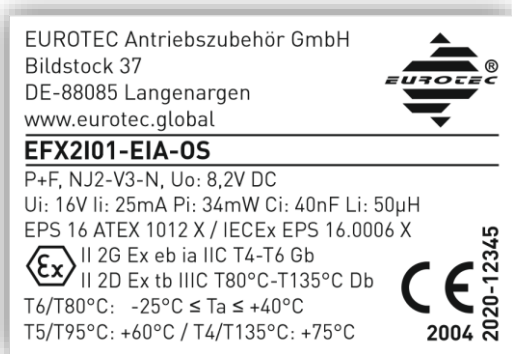 EUROTEC Antriebszubehör GmbH
Bildstock 37
DE-88085 Langenargen
www.eurotec.global
EUROTEC®
EFX2I01-EIA-OS
P+F, NJ2-V3-N, Uo: 8,2V DC
Ui: 16V Ii: 25mA Pi: 34mW Ci: 40nF Li: 50µH
EPS 16 ATEX 1012 X / IECEx EPS 16.0006 X
Ex II 2G Ex eb ia IIC T4-T6 Gb
II 2D Ex tb IIIC T80°C-T135°C Db
T6/T80°C: -25°C ≤ Ta ≤ +40°C
T5/T95°C: +60°C / T4/T135°C: +75°C
CE
2004
2020-12345